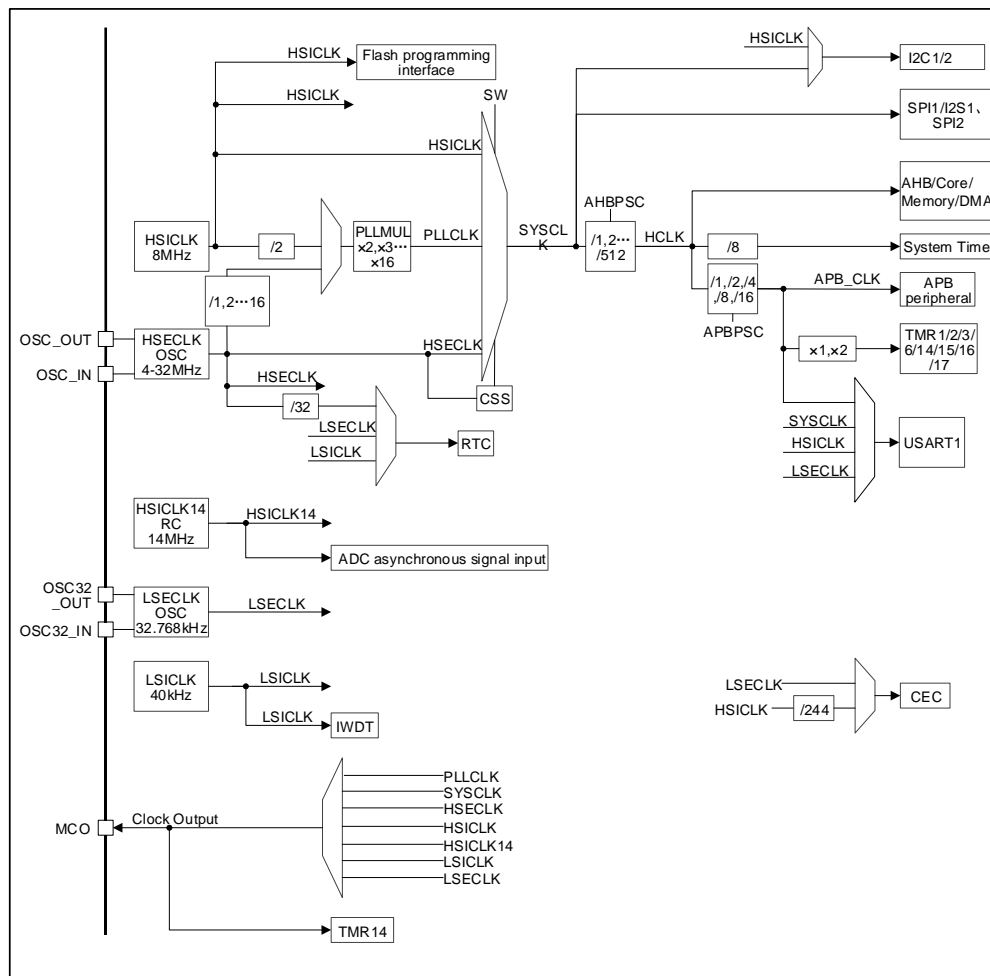 HSICLK
Flash programming
interface
HSICLK
HSICLK
I2C1/2
SW
SPI1/I2S1、
SPI2
HSICLK
AHBPSC
AHB/Core/
Memory/DMA
HSICLK
8MHz
/2
PLLMUL
×2,×3···
×16
PLLCLK
SYSCL
K
/1,2···
/512
HCLK
/8
System Time
/1,2···16
/1,/2,/4
,/8,/16
APB_CLK
APB
peripheral
APBPSC
OSC_OUT
OSC_IN
HSECLK
OSC
4-32MHz
HSECLK
×1,×2
TMR1/2/3/
6/14/15/16
/17
HSECLK
CSS
/32
LSECLK
LSICLK
RTC
SYSCLK
HSICLK
LSECLK
USART1
HSICLK14
RC
14MHz
HSICLK14
ADC asynchronous signal input
OSC32
_OUT
OSC32_IN
LSECLK
OSC
32.768kHz
LSECLK
LSICLK
40kHz
LSICLK
LSICLK
IWDT
LSECLK
HSICLK
/244
CEC
MCO
Clock Output
PLLCLK
SYSCLK
HSECLK
HSICLK
HSICLK14
LSICLK
LSECLK
TMR14